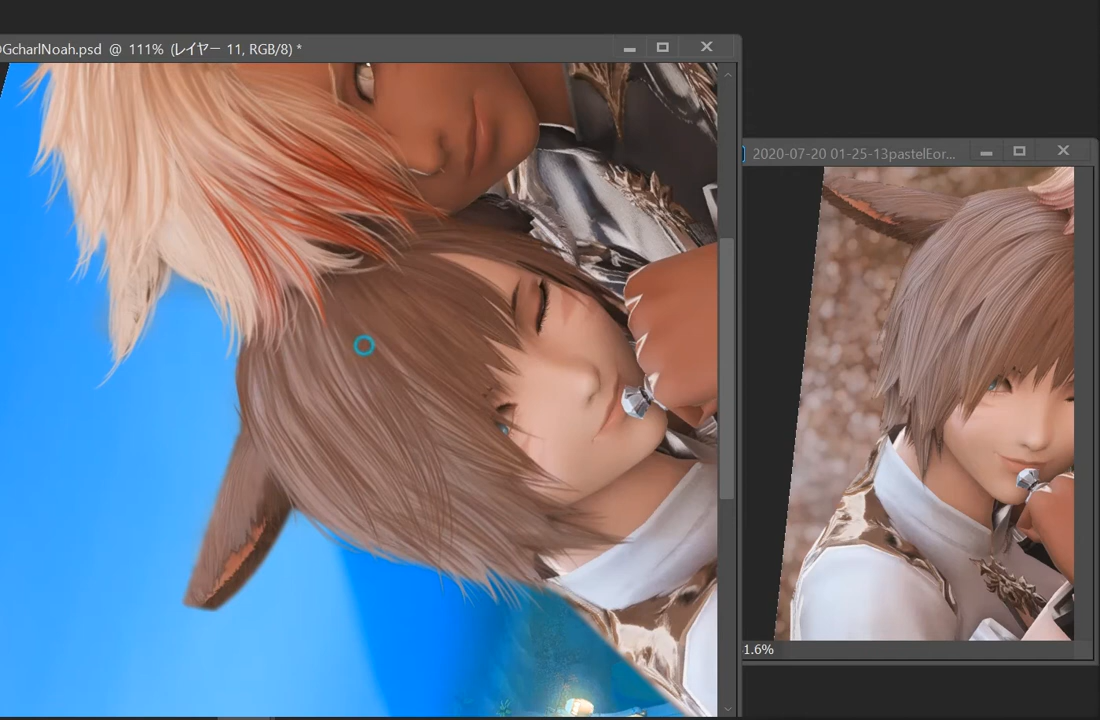 GcharlNoah.psd @ 111% (レイヤー 11, RGB/8) *
2020-07-20 01-25-13pastelEor...
1.6%